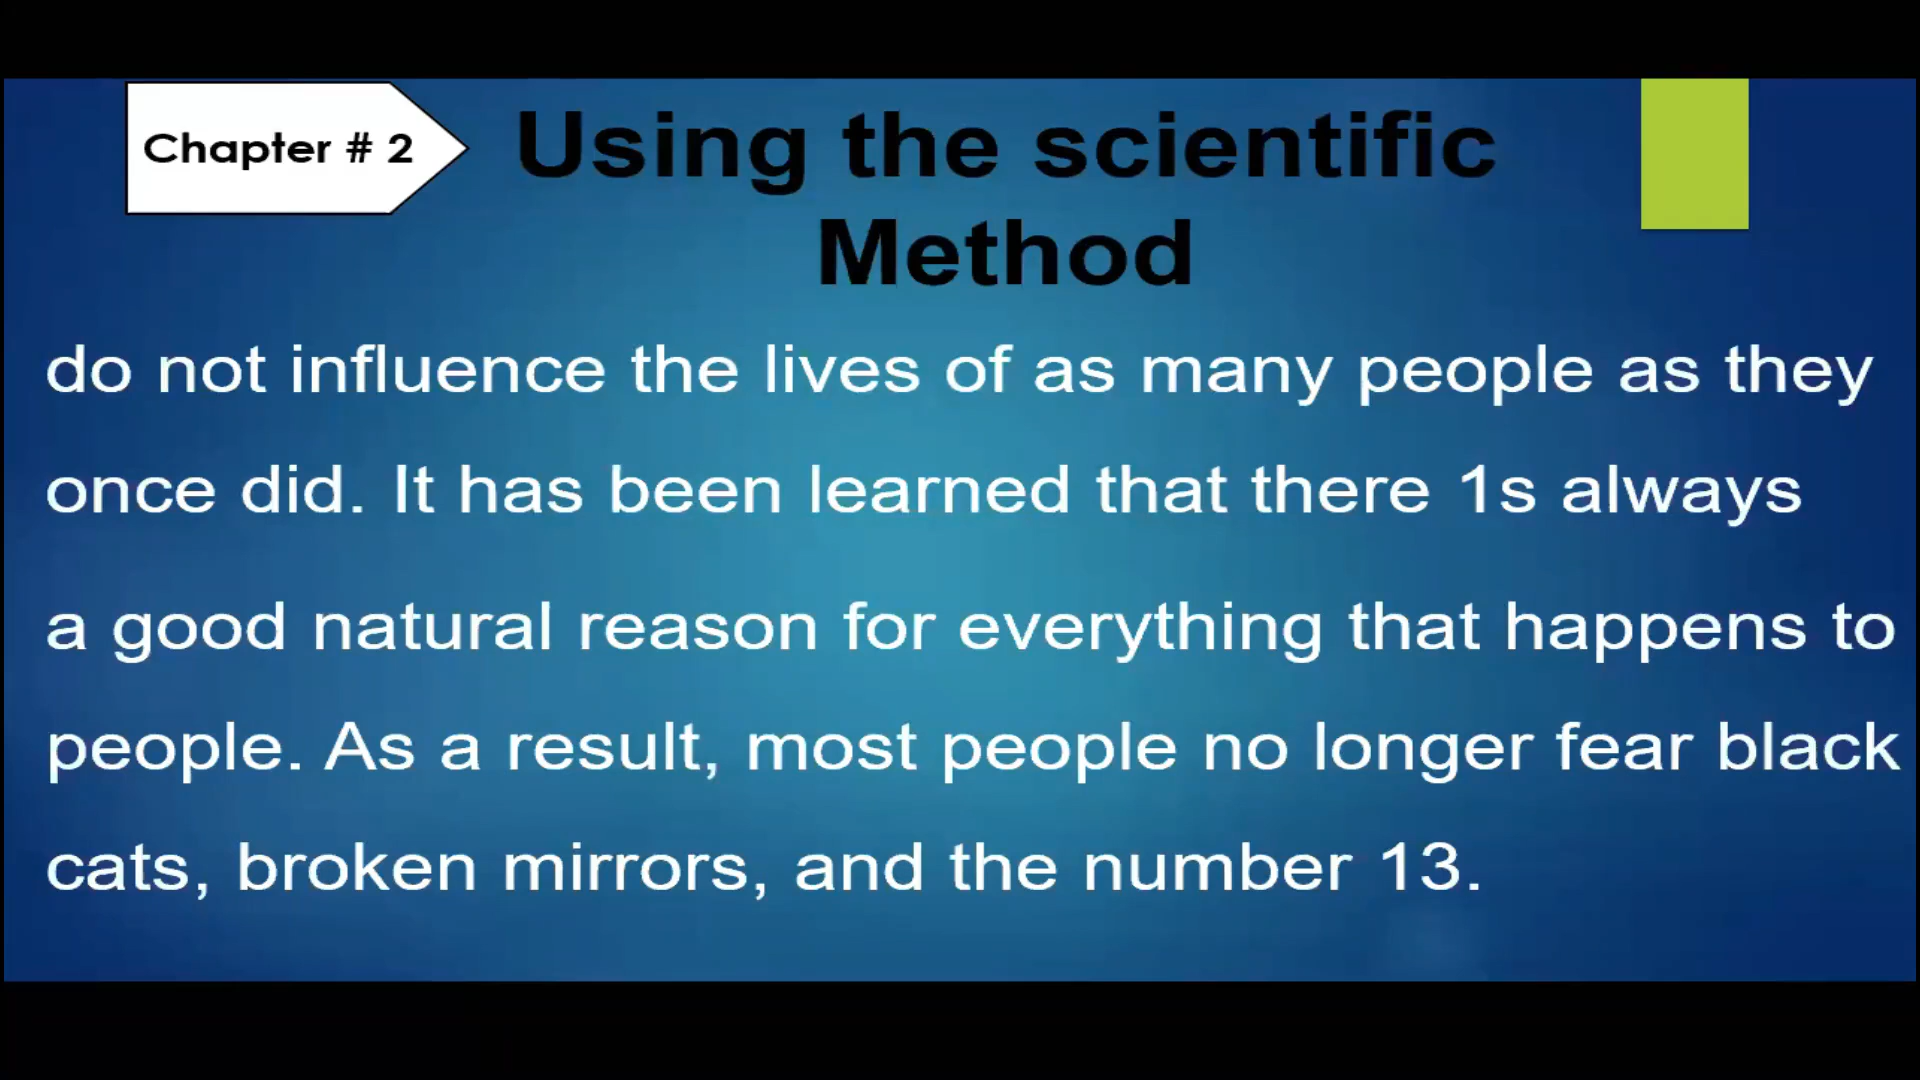 Chapter # 2
Using the scientific
Method
do not influence the lives of as many people as they
once did. It has been learned that there 1s always
a good natural reason for everything that happens to
people. As a result, most people no longer fear black
cats, broken mirrors, and the number 13.